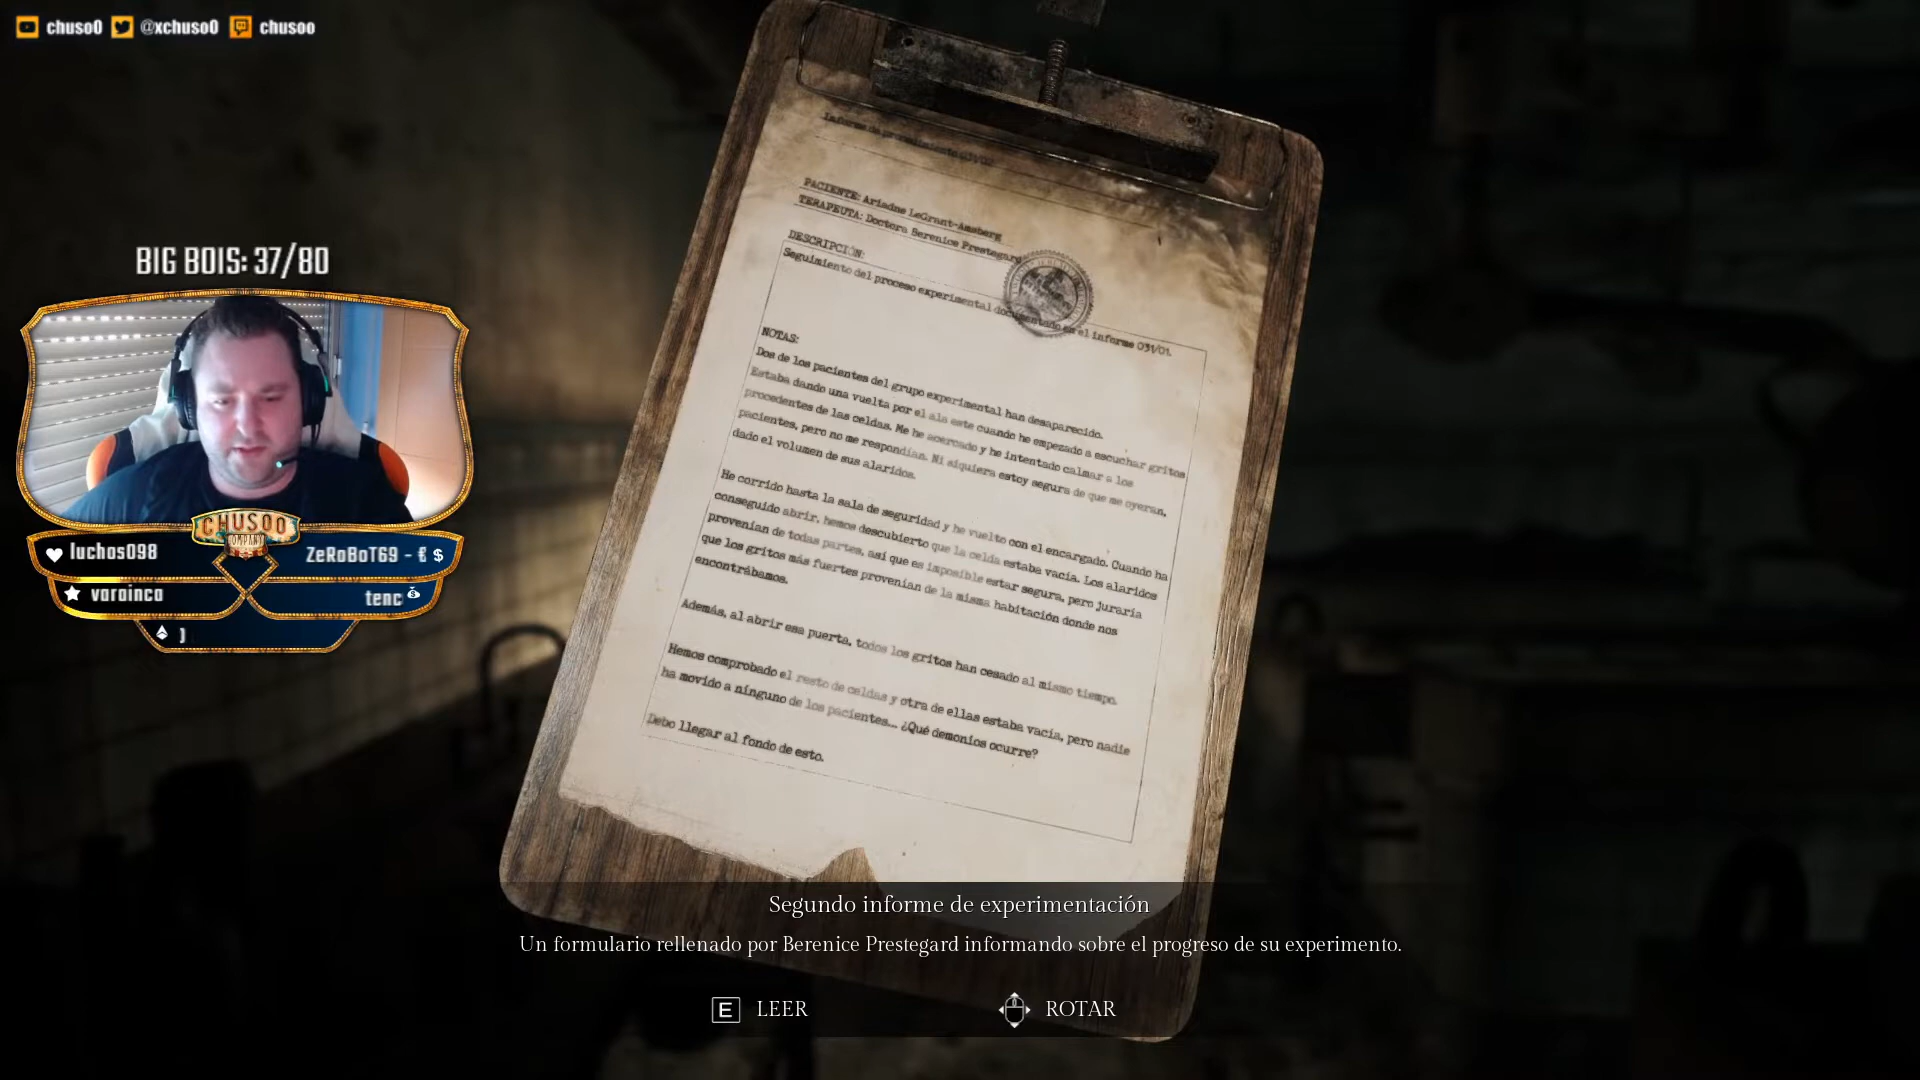 chuso0 @xchuso0 chusoo
Informe de procedimiento 031/02
PACIENTE: Ariadne LeGrant-Amsberg
TERAPEUTA: Doctora Berenice Prestegard
DESCRIPCIÓN:
Seguimiento del proceso experimental documentado en el informe 031/01.
NOTAS:
Dos de los pacientes del grupo experimental han desaparecido.
Estaba dando una vuelta por el ala este cuando he empezado a escuchar gritos
procedentes de las celdas. Me he acercado y he intentado calmar a los
pacientes, pero no me respondían. Ni siquiera estoy segura de que me oyeran,
dado el volumen de sus alaridos.
He corrido hasta la sala de seguridad y he vuelto con el encargado. Cuando ha
conseguido abrir, hemos descubierto que la celda estaba vacía. Los alaridos
provenían de todas partes, así que es imposible estar segura, pero juraría
que los gritos más fuertes provenían de la misma habitación donde nos
encontrábamos.
Además, al abrir esa puerta, todos los gritos han cesado al mismo tiempo.
Hemos comprobado el resto de celdas y otra de ellas estaba vacía, pero nadie
ha movido a ninguno de los pacientes... ¿Qué demonios ocurre?
Debo llegar al fondo de esto.
BIG BOIS: 37/80
CHUSOO
COMPANY
luchos098
ZeRoBoT69 - €
varainca
tenc
]
Segundo informe de experimentación
Un formulario rellenado por Berenice Prestegard informando sobre el progreso de su experimento.
E LEER
ROTAR